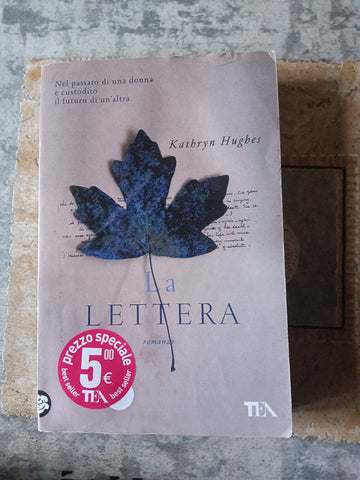 Nel passato di una donna
è custodito
il futuro di un'altra
Kathryn Hughes
La
LETTERA
romanzo
prezzo speciale
5,00
€
best seller
TEA
best seller
TEA